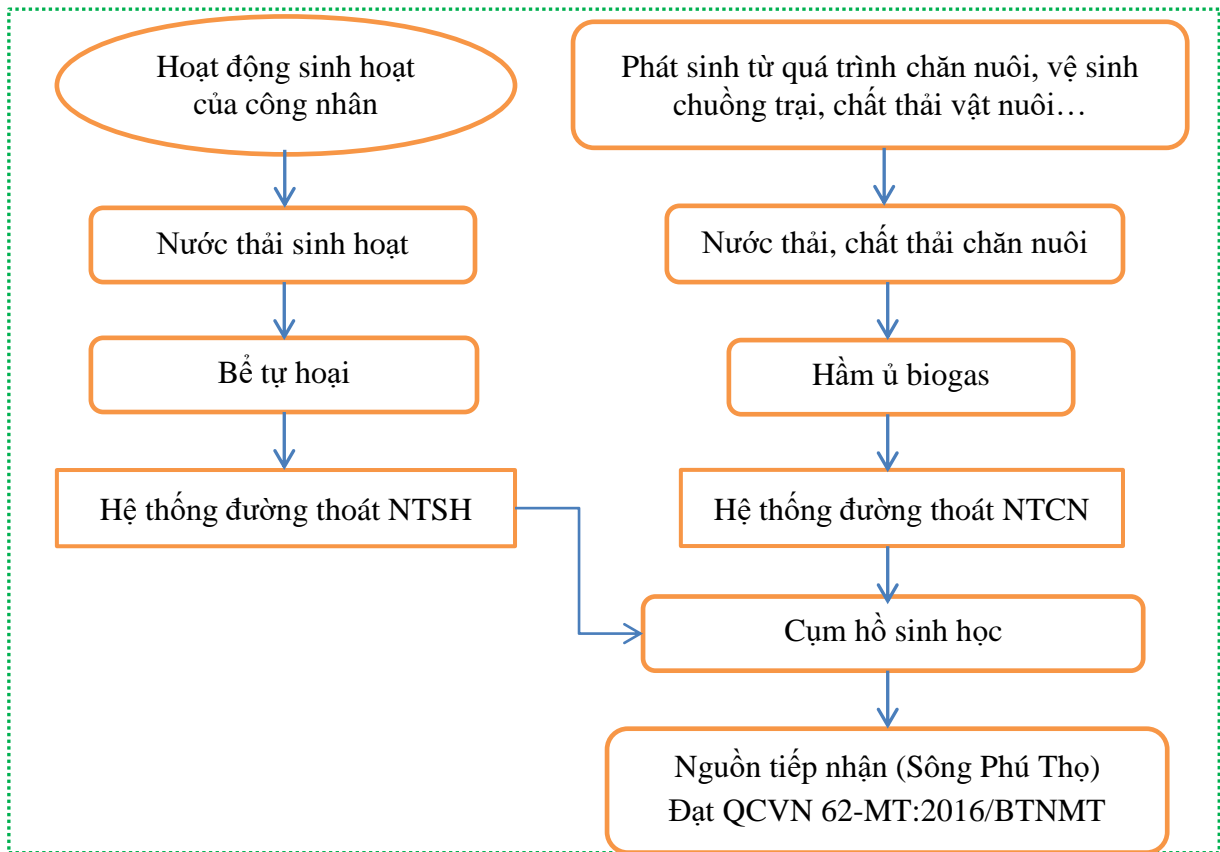 Hoạt động sinh hoạt
của công nhân
Phát sinh từ quá trình chăn nuôi, vệ sinh
chuồng trại, chất thải vật nuôi…
Nước thải sinh hoạt
Nước thải, chất thải chăn nuôi
Bể tự hoại
Hầm ủ biogas
Hệ thống đường thoát NTSH
Hệ thống đường thoát NTCN
Cụm hồ sinh học
Nguồn tiếp nhận (Sông Phú Thọ)
Đạt QCVN 62-MT:2016/BTNMT